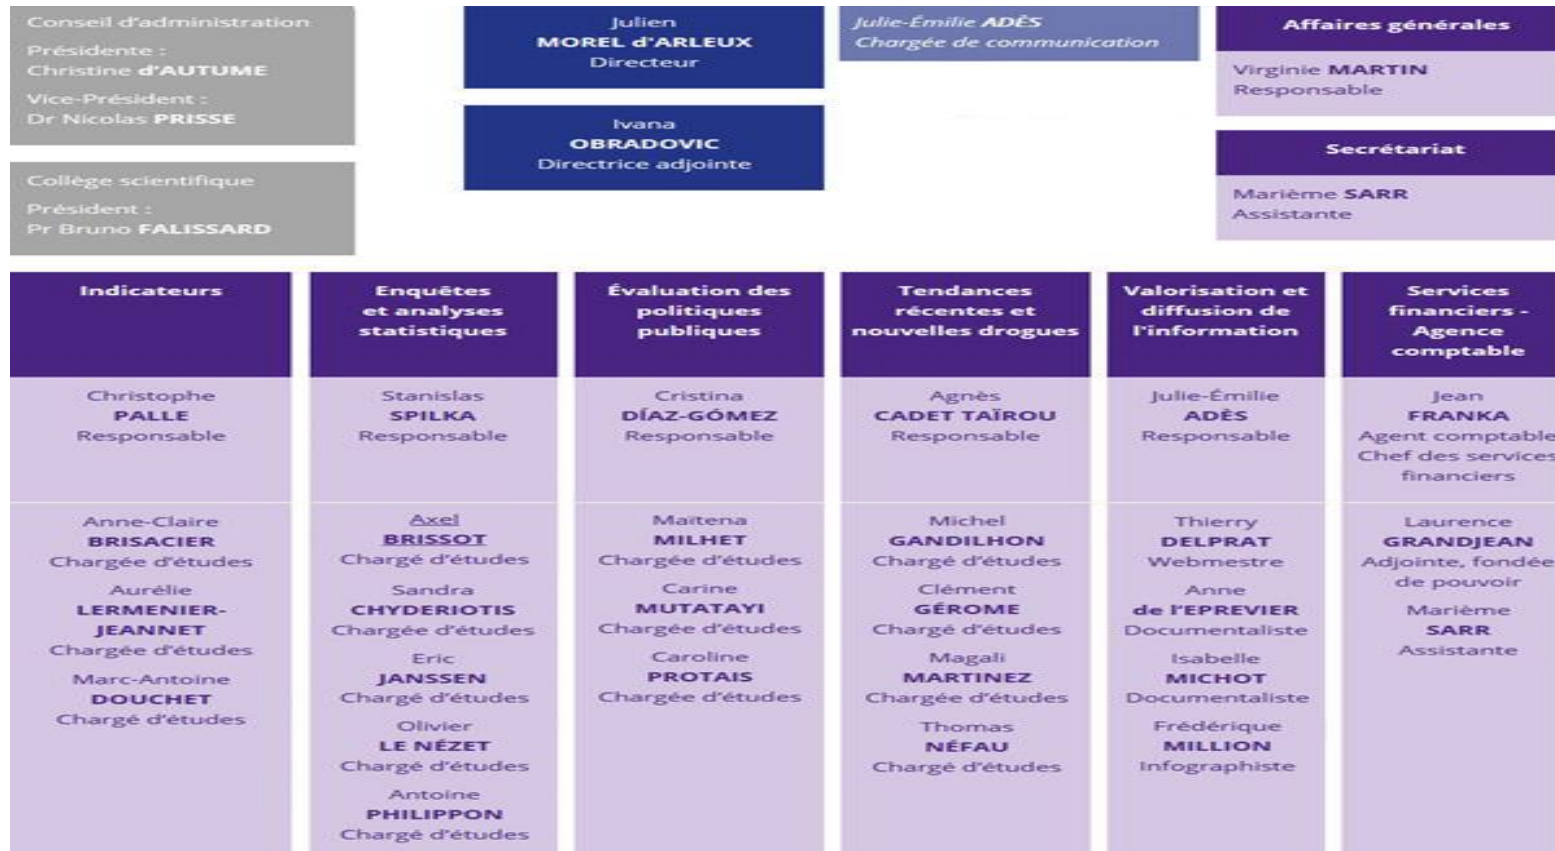 Conseil d'administration
Présidente :
Christine d'AUTUME
Vice-Président :
Dr Nicolas PRISSE
Collège scientifique
Président :
Pr Bruno FALISSARD
Julien
MOREL d'ARLEUX
Directeur
Ivana
OBRADOVIC
Directrice adjointe
Julie-Émilie ADÈS
Chargée de communication
Affaires générales
Virginie MARTIN
Responsable
Secrétariat
Marième SARR
Assistante
Indicateurs
Christophe
PALLE
Responsable
Anne-Claire
BRISACIER
Chargée d'études
Aurélie
LERMENIER-
JEANNET
Chargée d'études
Marc-Antoine
DOUCHET
Chargé d'études
Enquêtes
et analyses
statistiques
Stanislas
SPILKA
Responsable
Axel
BRISSOT
Chargé d'études
Sandra
CHYDERIOTIS
Chargée d'études
Eric
JANSSEN
Chargé d'études
Olivier
LE NÉZET
Chargé d'études
Antoine
PHILIPPON
Chargé d'études
Évaluation des
politiques
publiques
Cristina
DÍAZ-GÓMEZ
Responsable
Maïtena
MILHET
Chargée d'études
Carine
MUTATAYI
Chargée d'études
Caroline
PROTAIS
Chargée d'études
Tendances
récentes et
nouvelles drogues
Agnès
CADET TAÏROU
Responsable
Michel
GANDILHON
Chargé d'études
Clément
GÉROME
Chargé d'études
Magali
MARTINEZ
Chargée d'études
Thomas
NÉFAU
Chargé d'études
Valorisation et
diffusion de
l'information
Julie-Émilie
ADÈS
Responsable
Thierry
DELPRAT
Webmestre
Anne
de l'EPREVIER
Documentaliste
Isabelle
MICHOT
Documentaliste
Frédérique
MILLION
Infographiste
Services
financiers -
Agence
comptable
Jean
FRANKA
Agent comptable
Chef des services
financiers
Laurence
GRANDJEAN
Adjointe, fondée
de pouvoir
Marième
SARR
Assistante